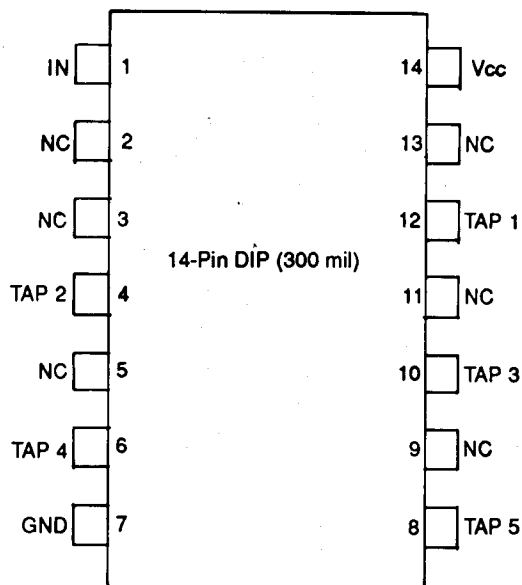 IN 1 14 Vcc
NC 2 13 NC
NC 3 12 TAP 1
14-Pin DIP (300 mil)
TAP 2 4 11 NC
NC 5 10 TAP 3
TAP 4 6 9 NC
GND 7 8 TAP 5